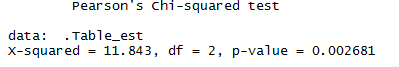 Pearson's Chi-squared test
data:  .Table_est
X-squared = 11.843, df = 2, p-value = 0.002681